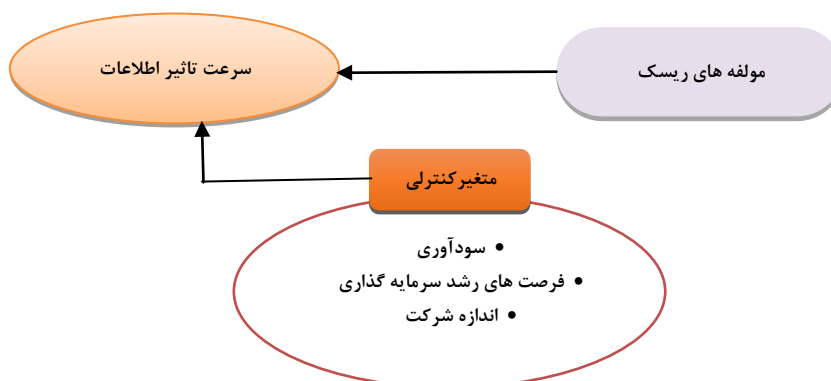 مولفه های ریسک
سرعت تاثیر اطلاعات
متغیرکنترلی
• سودآوری
• فرصت های رشد سرمایه گذاری
• اندازه شرکت